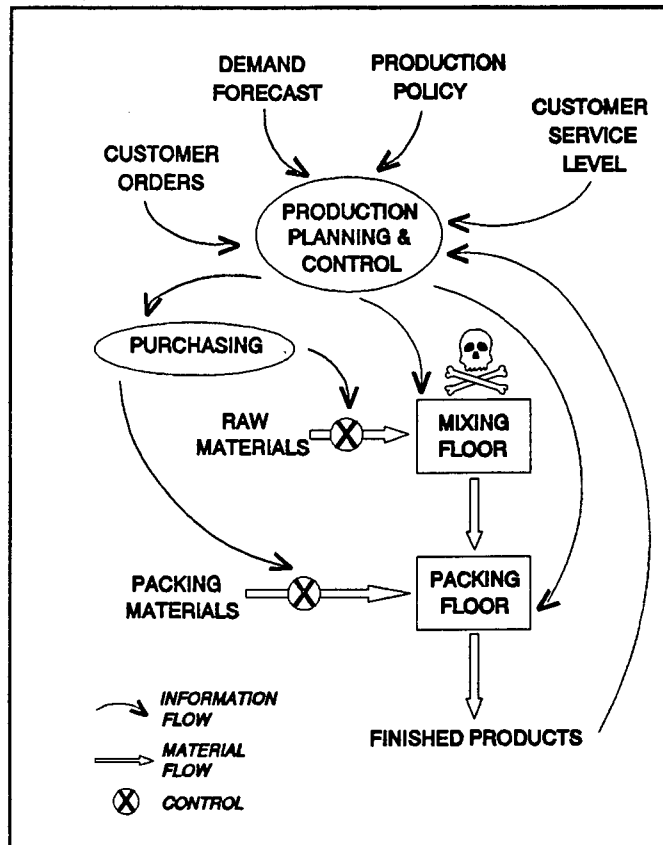 DEMAND
FORECAST
PRODUCTION
POLICY
CUSTOMER
SERVICE
LEVEL
CUSTOMER
ORDERS
PRODUCTION
PLANNING &
CONTROL
PURCHASING
RAW
MATERIALS
X
MIXING
FLOOR
PACKING
MATERIALS
X
PACKING
FLOOR
FINISHED PRODUCTS
INFORMATION
FLOW
MATERIAL
FLOW
X
CONTROL